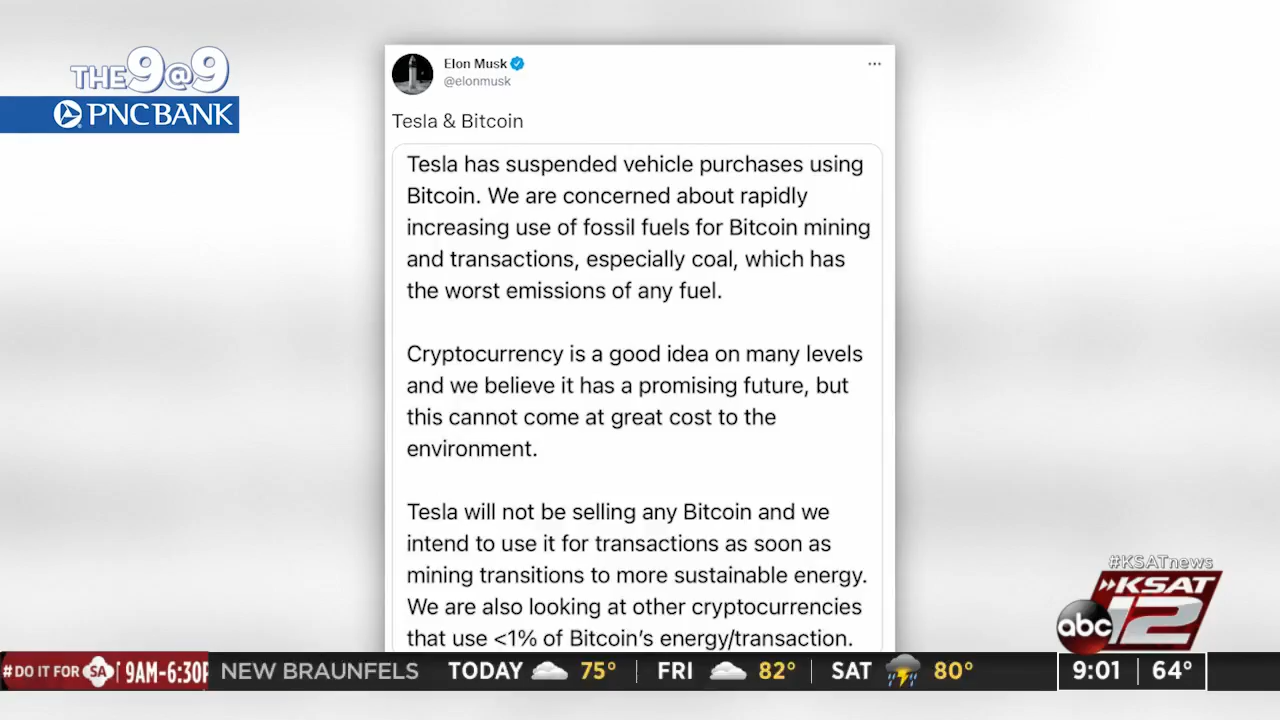 THE 9@9
PNC BANK
Elon Musk
@elonmusk
Tesla & Bitcoin
Tesla has suspended vehicle purchases using
Bitcoin. We are concerned about rapidly
increasing use of fossil fuels for Bitcoin mining
and transactions, especially coal, which has
the worst emissions of any fuel.
Cryptocurrency is a good idea on many levels
and we believe it has a promising future, but
this cannot come at great cost to the
environment.
Tesla will not be selling any Bitcoin and we
intend to use it for transactions as soon as
mining transitions to more sustainable energy.
We are also looking at other cryptocurrencies
that use <1% of Bitcoin's energy/transaction.
#KSATnews
KSAT
abc 12
#DO IT FOR SA 9AM-6:30P NEW BRAUNFELS TODAY 75° FRI 82° SAT 80° 9:01 64°